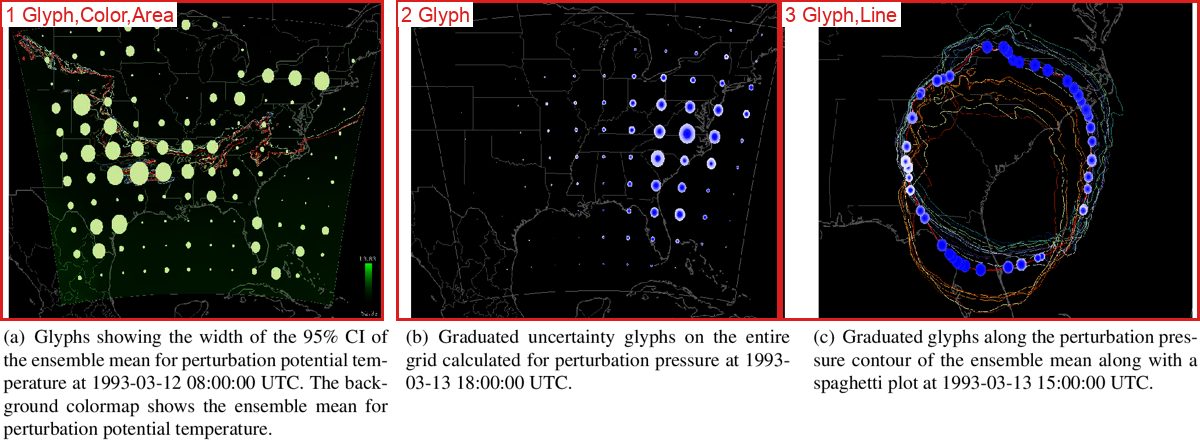 1 Glyph,Color,Area
2 Glyph
3 Glyph,Line
13.83
(a) Glyphs showing the width of the 95% CI of
the ensemble mean for perturbation potential tem-
perature at 1993-03-12 08:00:00 UTC. The back-
ground colormap shows the ensemble mean for
perturbation potential temperature.
(b) Graduated uncertainty glyphs on the entire
grid calculated for perturbation pressure at 1993-
03-13 18:00:00 UTC.
(c) Graduated glyphs along the perturbation pres-
sure contour of the ensemble mean along with a
spaghetti plot at 1993-03-13 15:00:00 UTC.